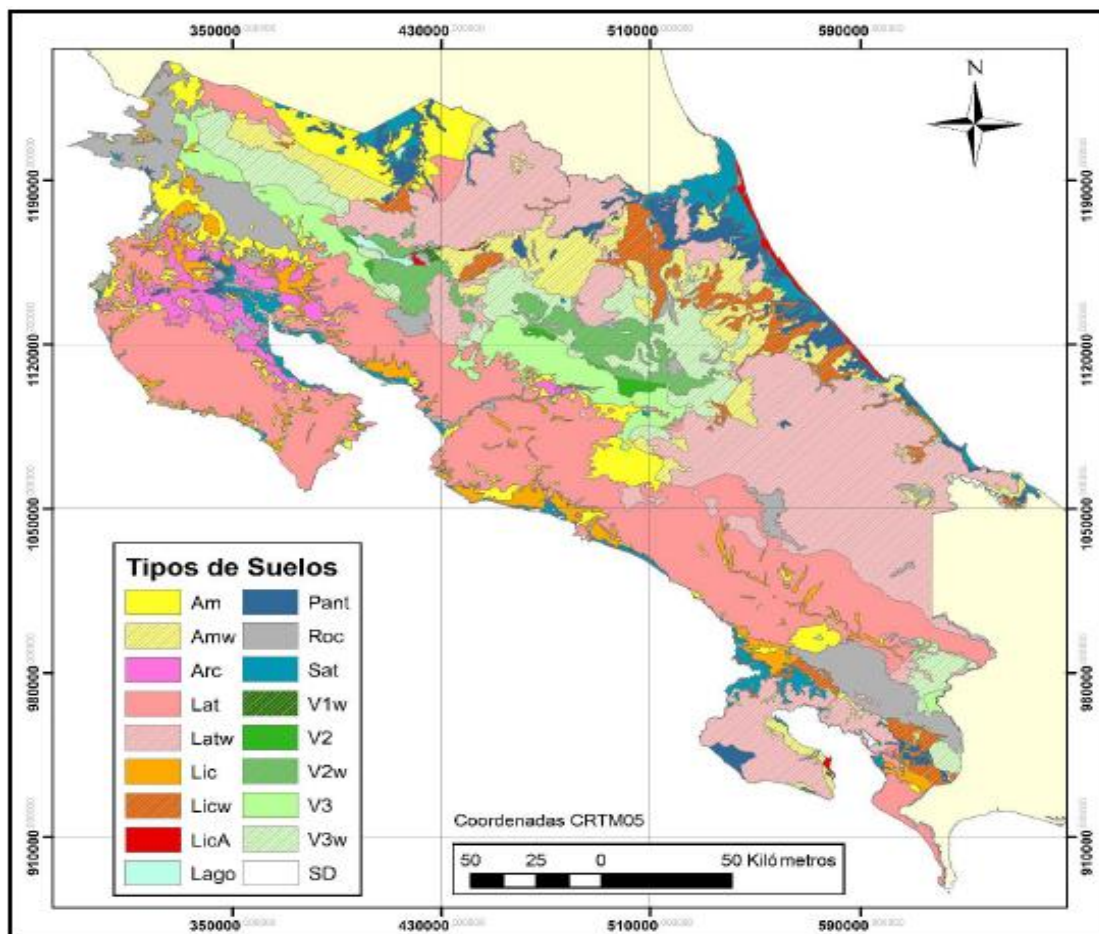 350000 430000 510000 590000
N
1190000 1190000
1120000 1120000
1050000 1050000
980000 980000
910000 910000
Tipos de Suelos
Am Pant
Amw Roc
Arc Sat
Lat V1w
Latw V2
Lic V2w
Licw V3
LicA V3w
Lago SD
Coordenadas CRTM05
50 25 0 50 Kilómetros
350000 430000 510000 590000